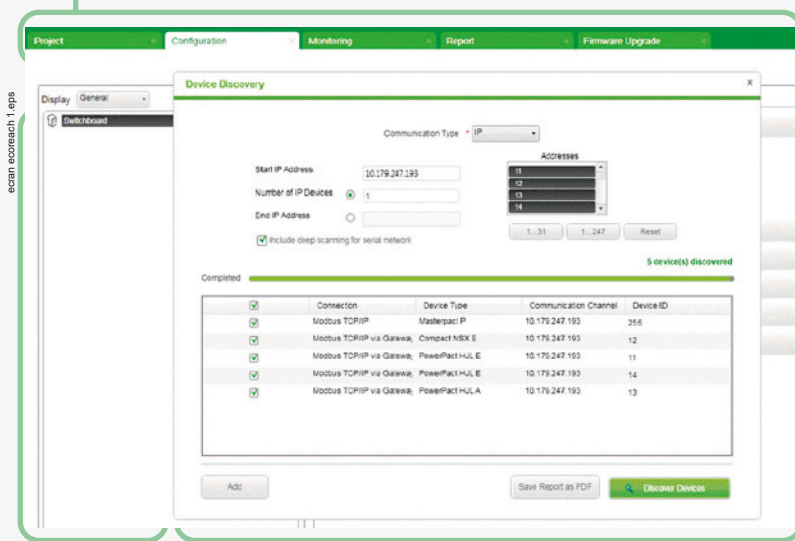 ecran ecoreach 1.eps
Project Configuration Monitoring Report Firmware Upgrade
Device Discovery x
Display General
Switchboard
Communication Type * IP
Addresses
Start IP Address 10.179.247.193
11
12
13
14
Number of IP Devices 1
End IP Address
Include deep scanning for serial network
1...31 1...247 Reset
5 device(s) discovered
Completed
Connection Device Type Communication Channel Device ID
Modbus TCP/IP Masterpact P 10.179.247.193 255
Modbus TCP/IP via Gateway Compact NSX E 10.179.247.193 12
Modbus TCP/IP via Gateway PowerPact HJL E 10.179.247.193 11
Modbus TCP/IP via Gateway PowerPact HJL E 10.179.247.193 14
Modbus TCP/IP via Gateway PowerPact HJL A 10.179.247.193 13
Add Save Report as PDF Discover Devices